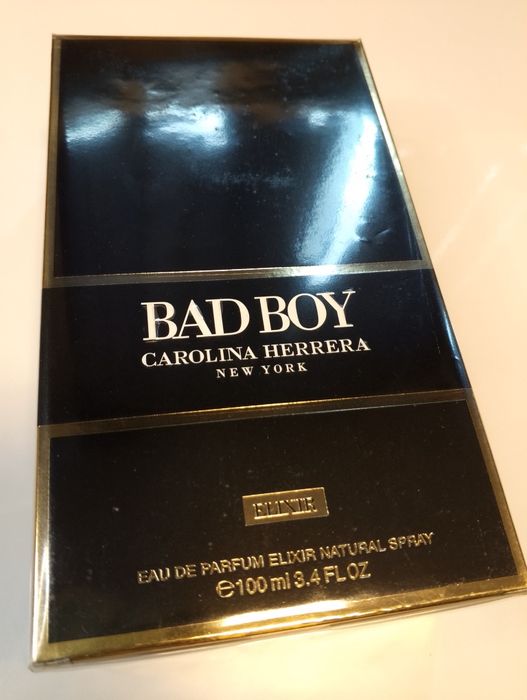 BAD BOY
CAROLINA HERRERA
NEW YORK
ELIXIR
EAU DE PARFUM ELIXIR NATURAL SPRAY
℮100 ml 3.4 FL OZ